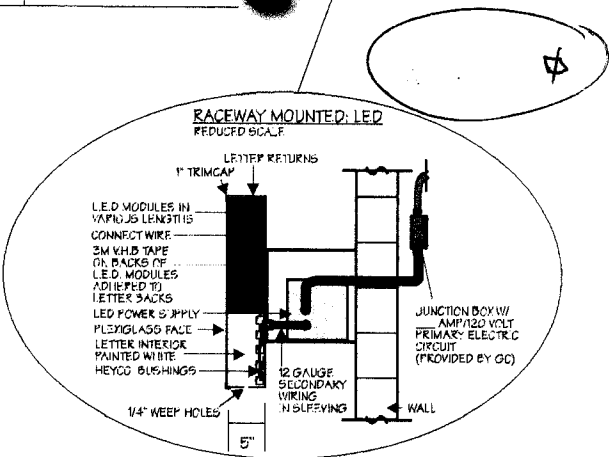 RACEWAY MOUNTED: LED
REDUCED SCALE
LETTER RETURNS
1" TRIMCAP
L.E.D. MODULES IN
VARIOUS LENGTHS
CONNECT WIRE
3M V.H.B TAPE
ON BACKS OF
L.E.D. MODULES
ADHERED TO
LETTER BACKS
LED POWER SUPPLY
PLEXIGLASS FACE
LETTER INTERIOR
PAINTED WHITE
HEYCO BUSHINGS
1/4" WEEP HOLES
5"
12 GAUGE
SECONDARY
WIRING
IN SLEEVING
WALL
JUNCTION BOX W/
___ AMP/120 VOLT
PRIMARY ELECTRIC
CIRCUIT
(PROVIDED BY GC)